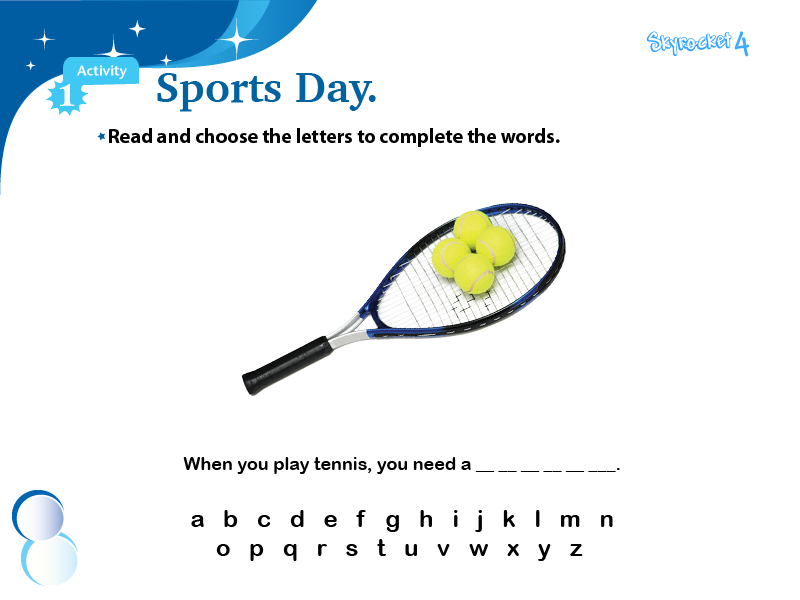 Skyrocket 4
Activity
1
Sports Day.
Read and choose the letters to complete the words.
When you play tennis, you need a __ __ __ __ __ ___.
a b c d e f g h i j k l m n
o p q r s t u v w x y z